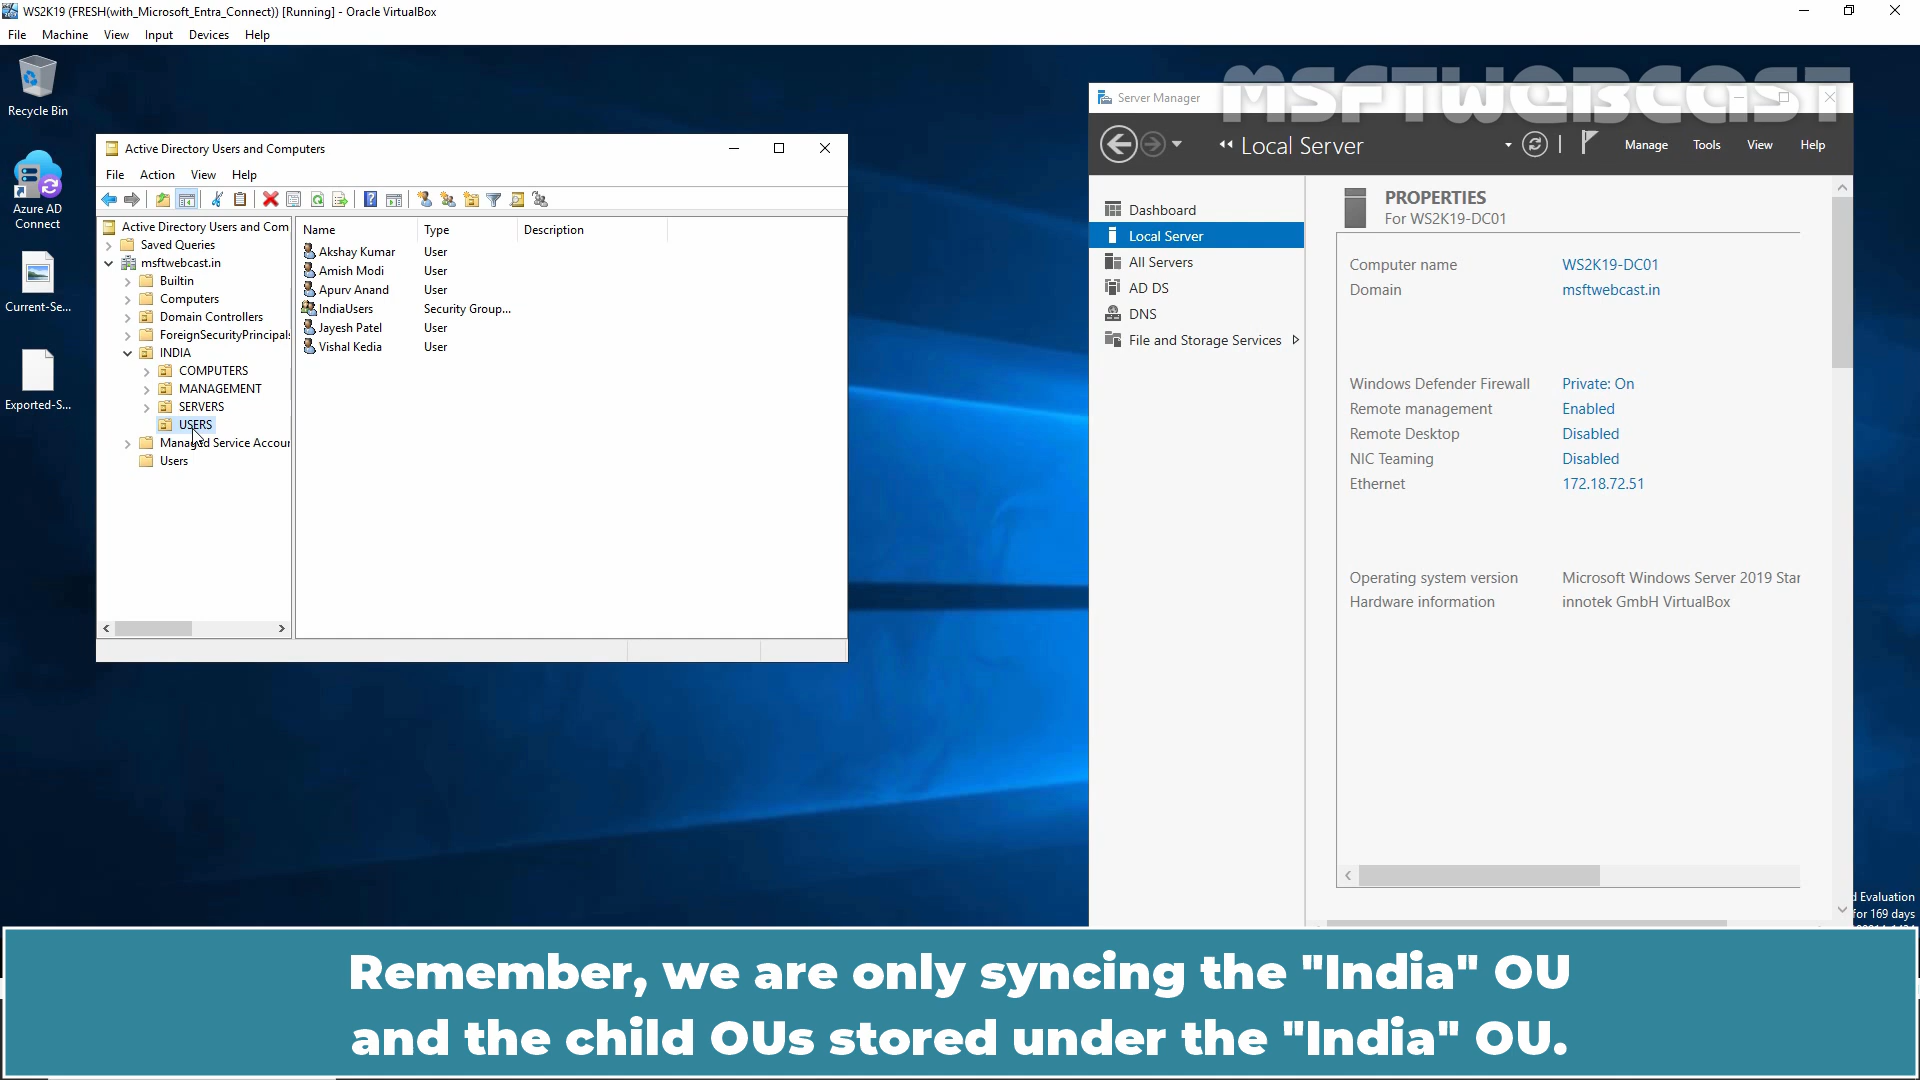 WS2K19 (FRESH(with_Microsoft_Entra_Connect)) [Running] - Oracle VirtualBox
File Machine View Input Devices Help
Recycle Bin
Azure AD
Connect
Current-Se...
Exported-S...
Active Directory Users and Computers
File Action View Help
Active Directory Users and Com
Saved Queries
msftwebcast.in
Builtin
Computers
Domain Controllers
ForeignSecurityPrincipals
INDIA
COMPUTERS
MANAGEMENT
SERVERS
USERS
Managed Service Accour
Users
Name Type Description
Akshay Kumar User
Amish Modi User
Apurv Anand User
IndiaUsers Security Group...
Jayesh Patel User
Vishal Kedia User
MSFTWEBCAST
Server Manager
Local Server
Manage Tools View Help
Dashboard
Local Server
All Servers
AD DS
DNS
File and Storage Services
PROPERTIES
For WS2K19-DC01
Computer name WS2K19-DC01
Domain msftwebcast.in
Windows Defender Firewall Private: On
Remote management Enabled
Remote Desktop Disabled
NIC Teaming Disabled
Ethernet 172.18.72.51
Operating system version Microsoft Windows Server 2019 Star
Hardware information innotek GmbH VirtualBox
d Evaluation
for 169 days
Remember, we are only syncing the "India" OU
and the child OUs stored under the "India" OU.